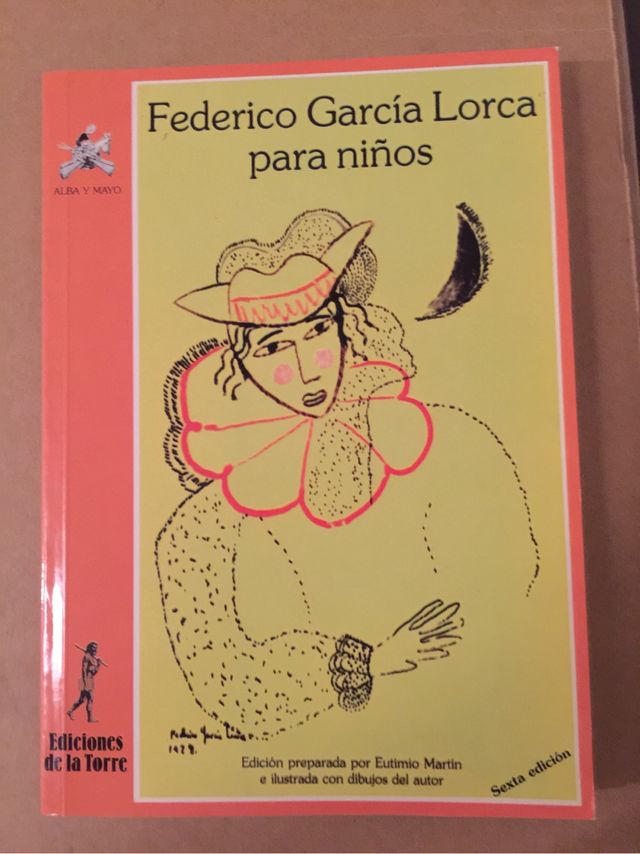 Federico García Lorca
para niños
ALBA Y MAYO
Ediciones
de la Torre
1929.
Edición preparada por Eutimio Martín
e ilustrada con dibujos del autor
Sexta edición